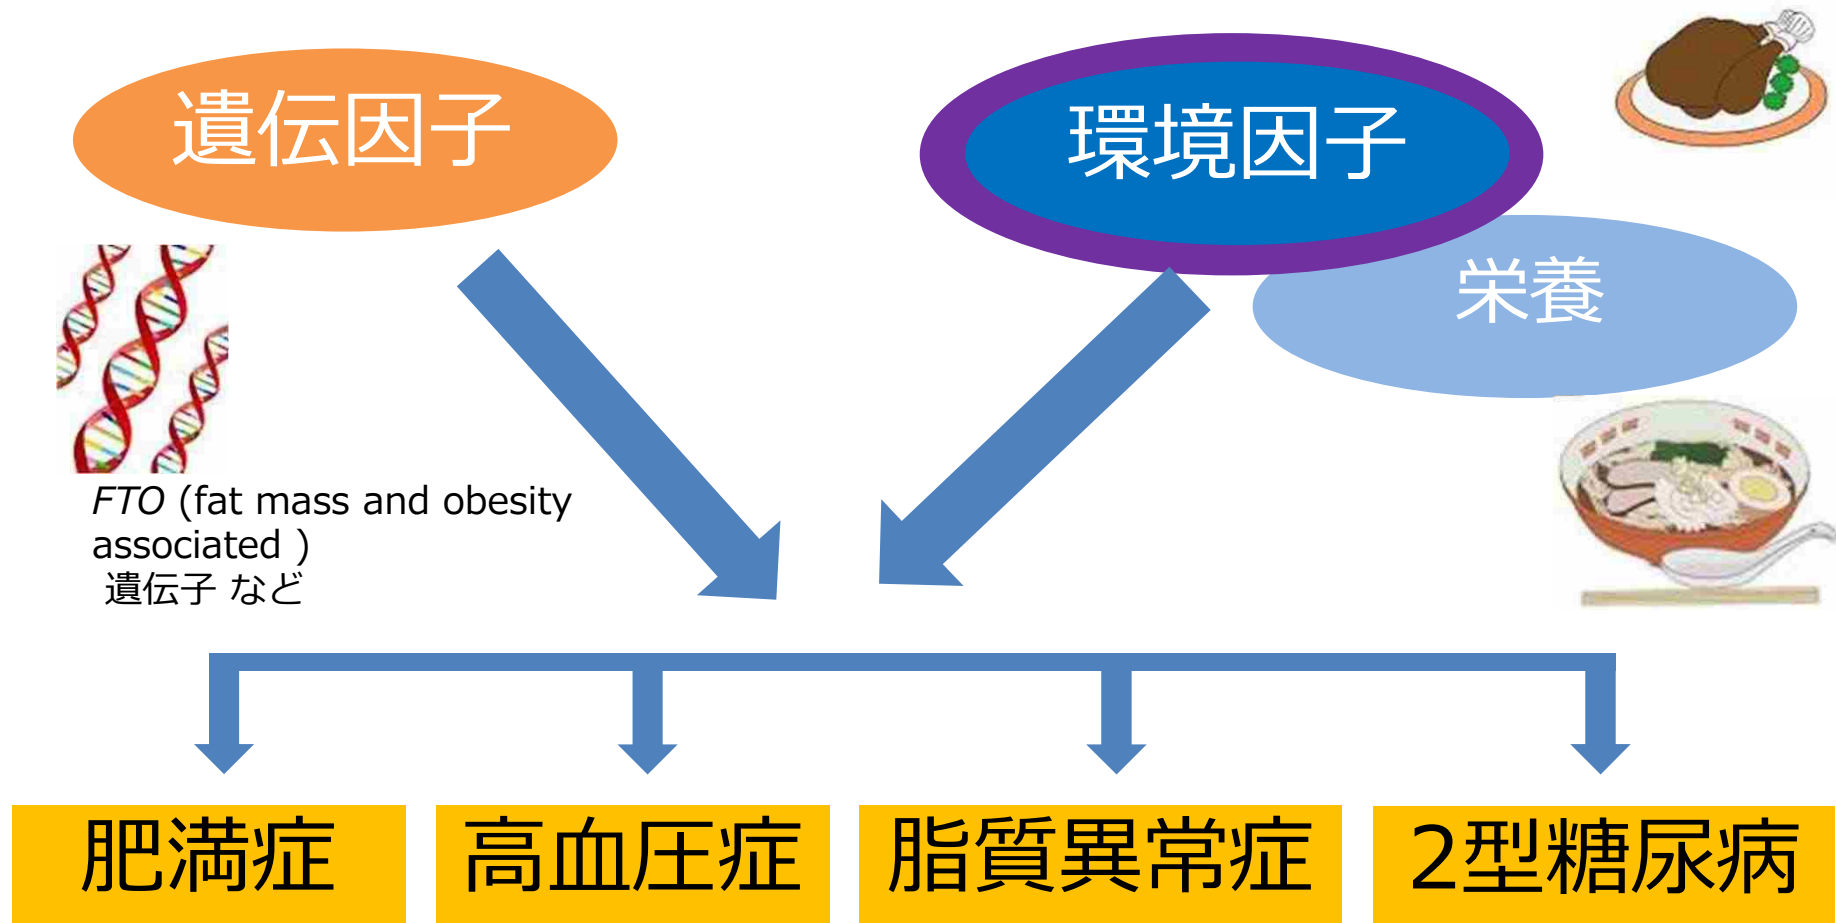 遺伝因子
環境因子
栄養
FTO (fat mass and obesity
associated )
遺伝子 など
肥満症
高血圧症
脂質異常症
2型糖尿病